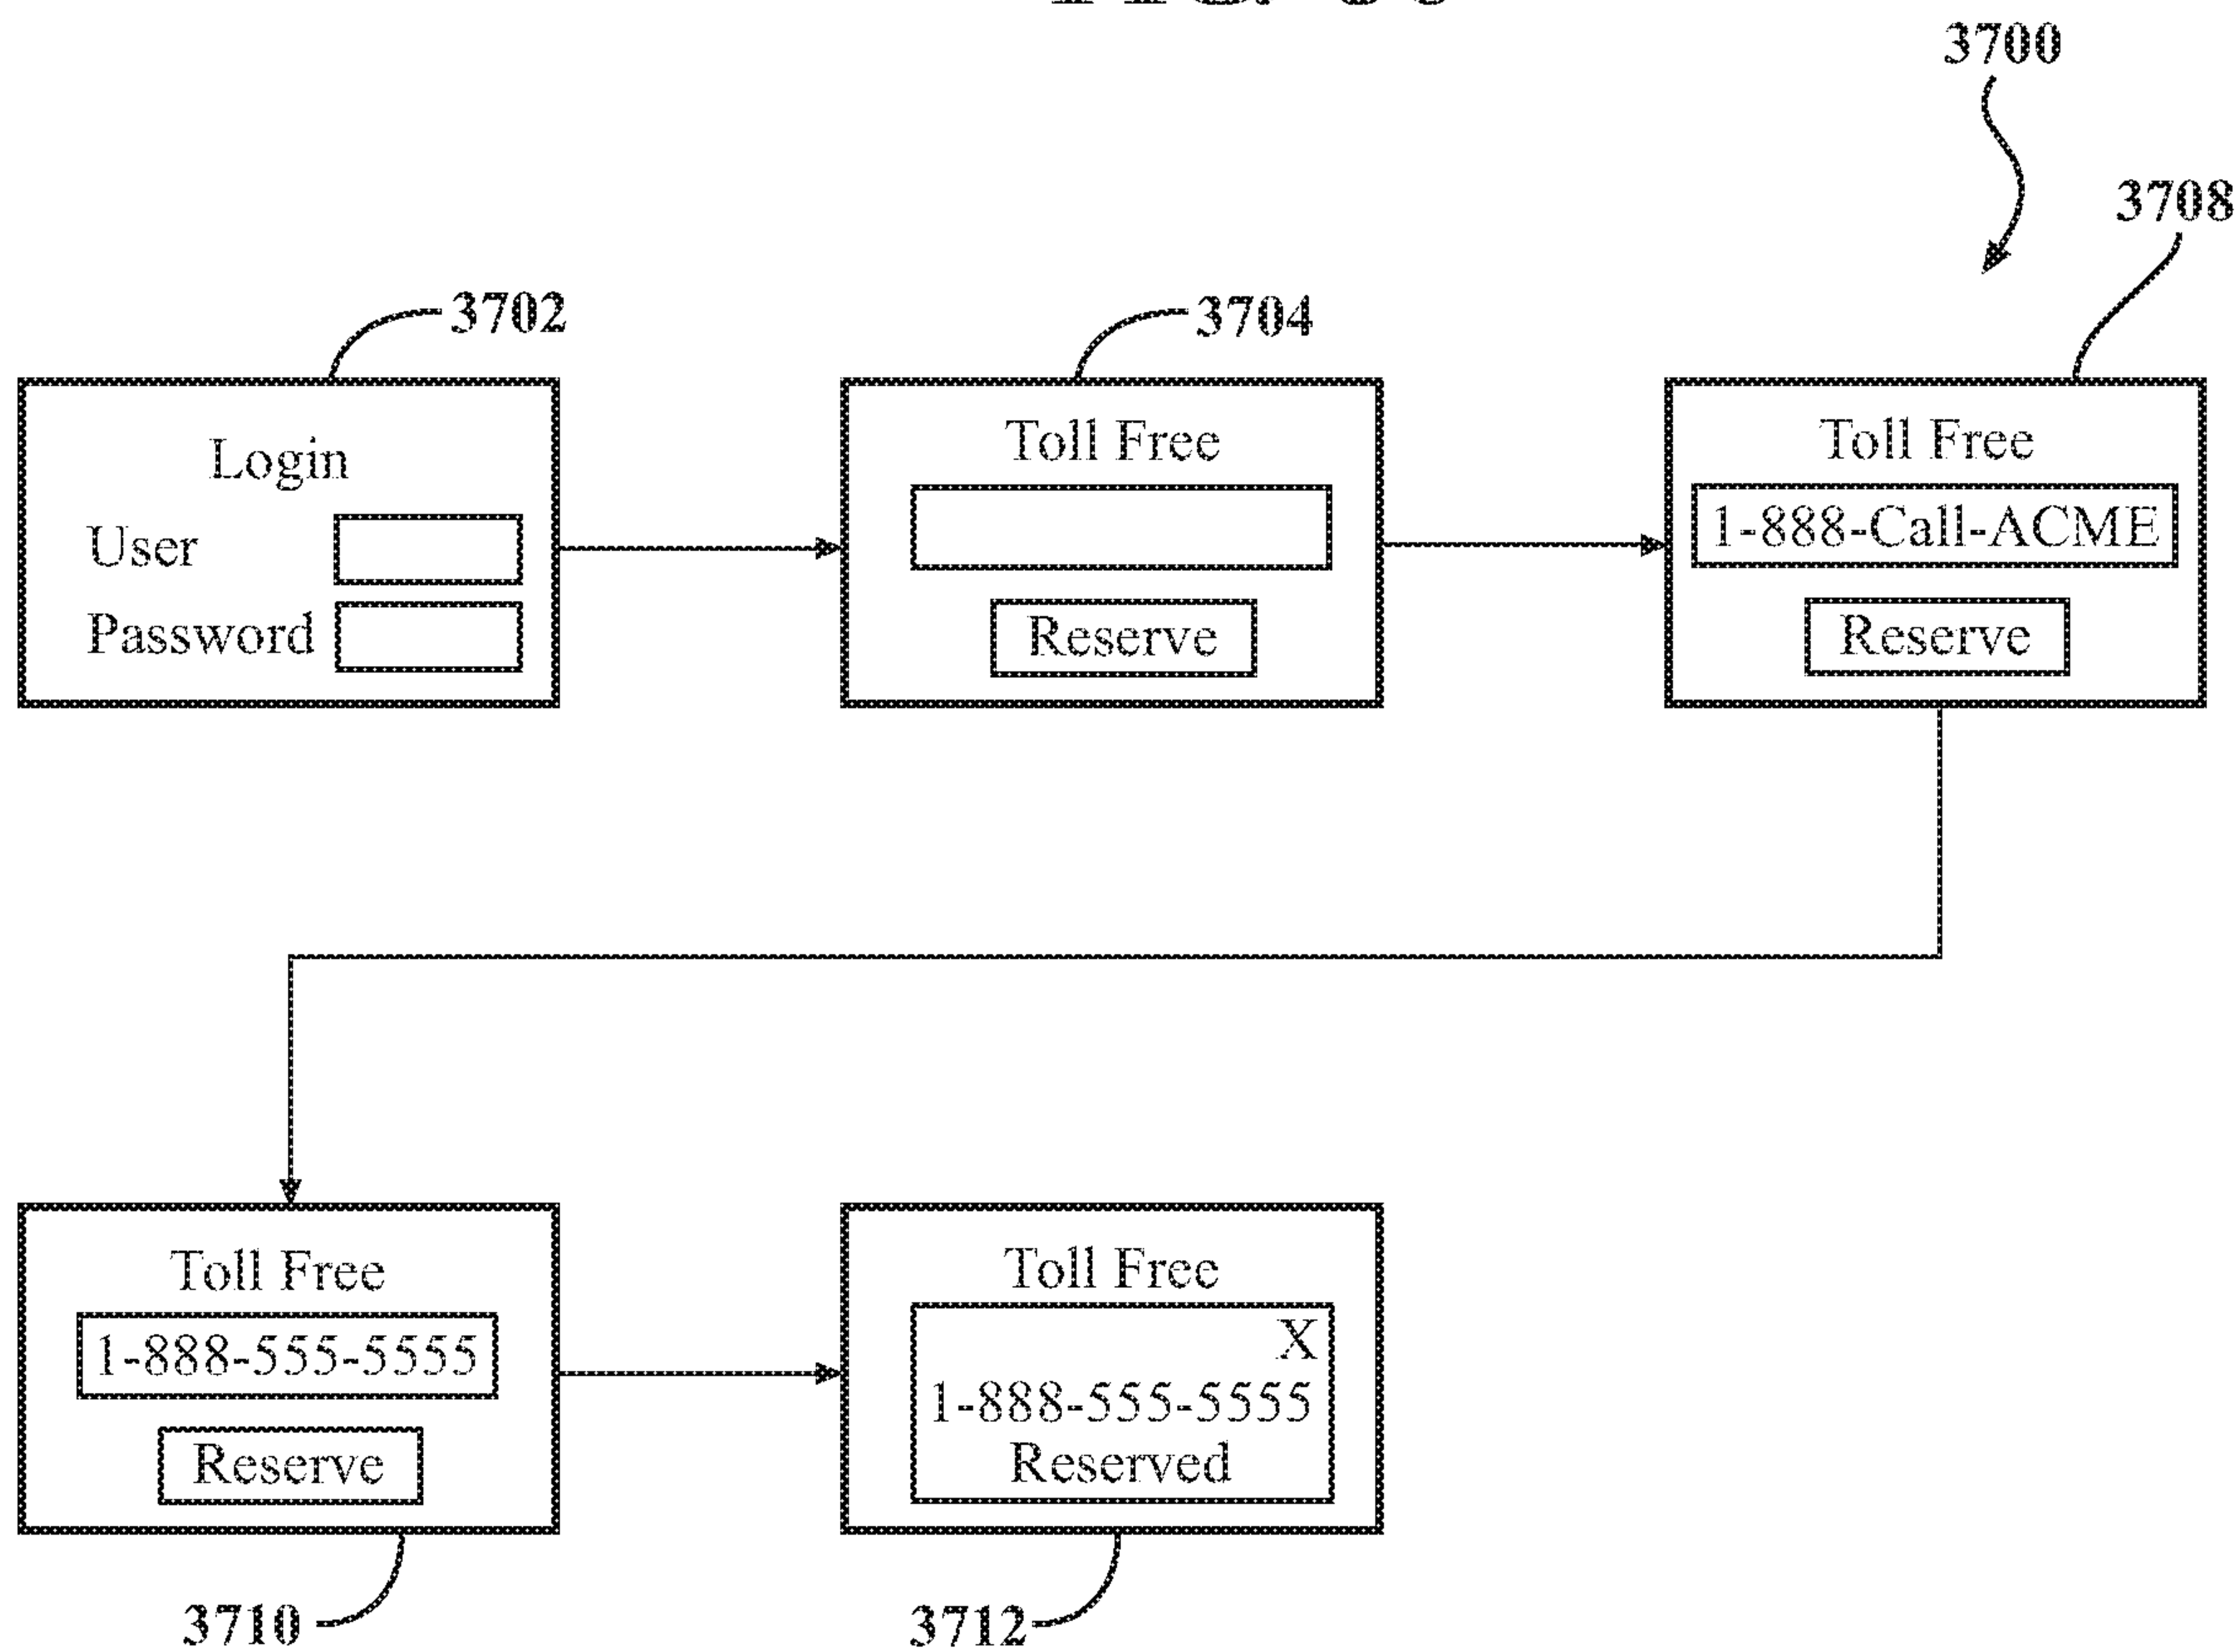 3700
3708
3702
3704
Login
User
Password
Toll Free
Reserve
Toll Free
1-888-Call-ACME
Reserve
Toll Free
1-888-555-5555
Reserve
Toll Free
X
1-888-555-5555
Reserved
3710
3712